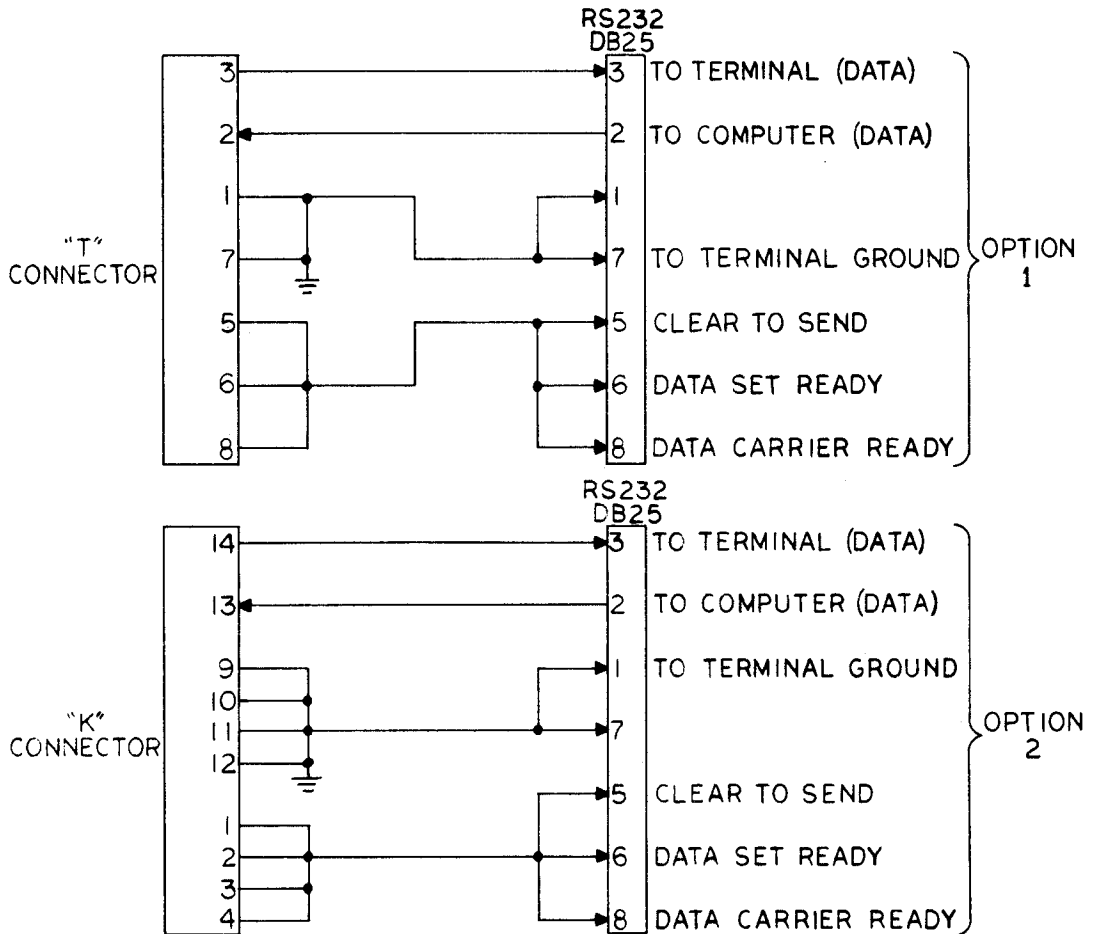 RS232
DB25
3 3 TO TERMINAL (DATA)
2 2 TO COMPUTER (DATA)
1 1
"T"
CONNECTOR
7 7 TO TERMINAL GROUND
OPTION
1
5 5 CLEAR TO SEND
6 6 DATA SET READY
8 8 DATA CARRIER READY
RS232
DB25
14 3 TO TERMINAL (DATA)
13 2 TO COMPUTER (DATA)
9 1 TO TERMINAL GROUND
10
"K"
CONNECTOR
11 7
OPTION
2
12
5 CLEAR TO SEND
1
2 6 DATA SET READY
3
4 8 DATA CARRIER READY